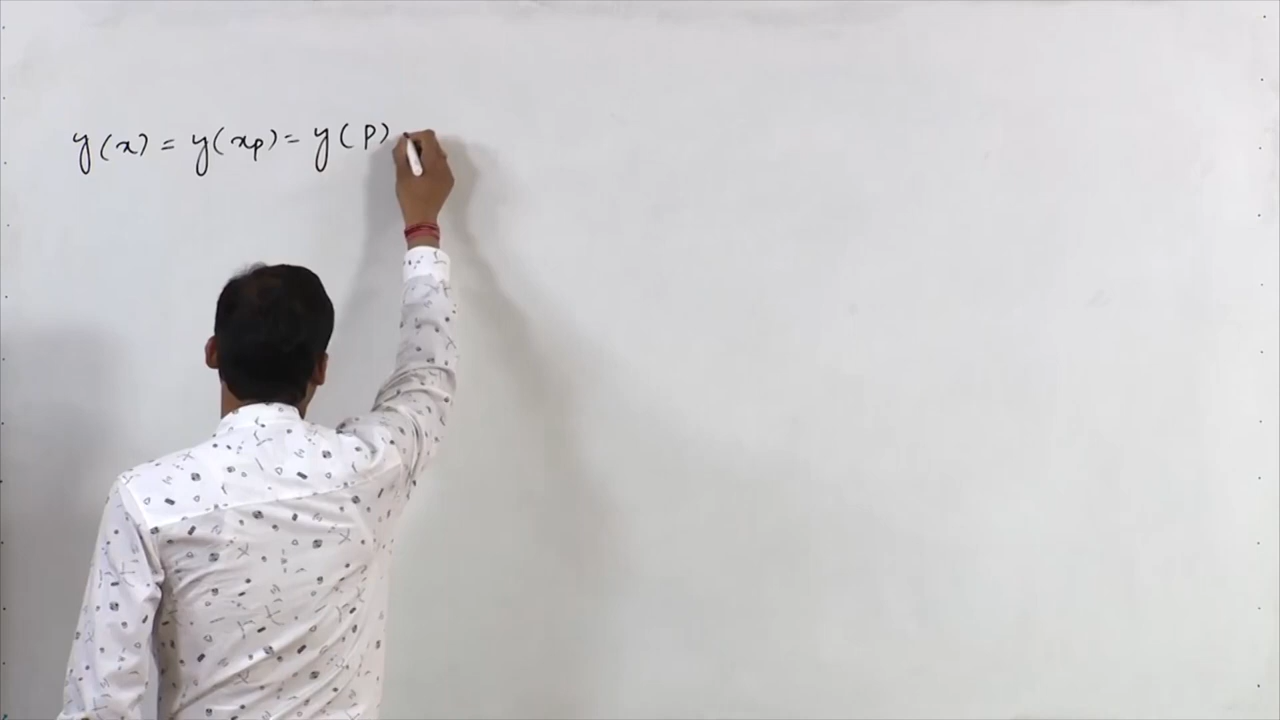 y(x) = y(xp) = y(p)